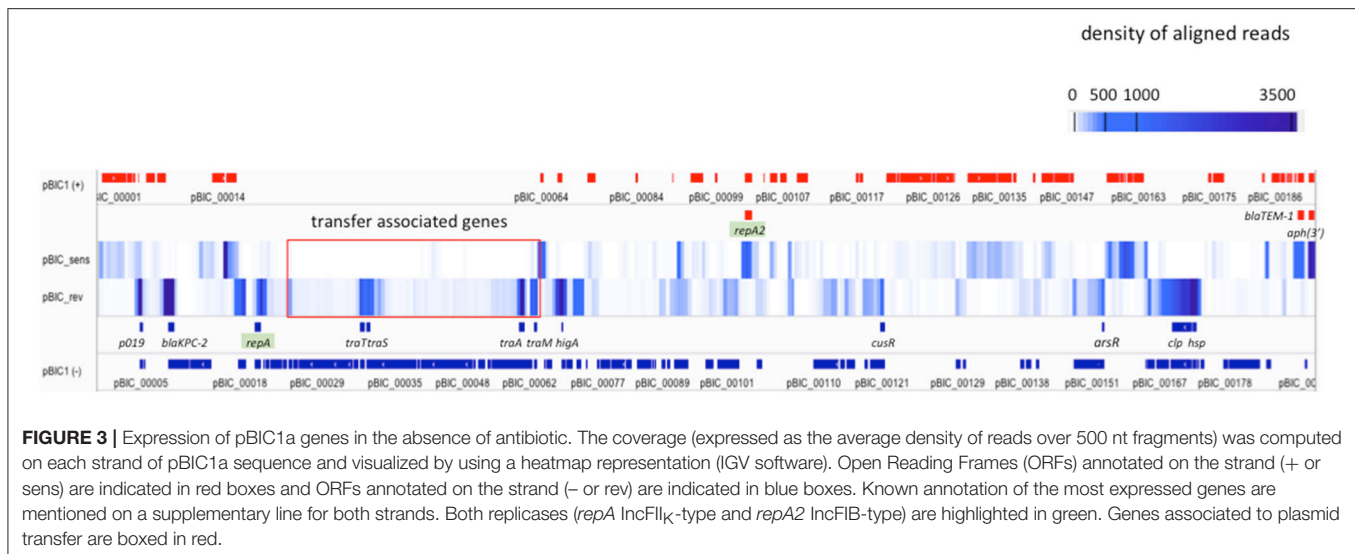 density of aligned reads
0 500 1000 3500
pBIC1 (+)
IC_00001 pBIC_00014 pBIC_00064 pBIC_00084 pBIC_00099 pBIC_00107 pBIC_00117 pBIC_00126 pBIC_00135 pBIC_00147 pBIC_00163 pBIC_00175 pBIC_00186
transfer associated genes
repA2
blaTEM-1
aph(3')
pBIC_sens
pBIC_rev
p019 blaKPC-2 repA traTtraS traA traM higA cusR arsR clp hsp
pBIC1 (-)
pBIC_00005 pBIC_00018 pBIC_00029 pBIC_00035 pBIC_00048 pBIC_00062 pBIC_00077 pBIC_00089 pBIC_00101 pBIC_00110 pBIC_00121 pBIC_00129 pBIC_00138 pBIC_00151 pBIC_00167 pBIC_00178 pBIC_0C
FIGURE 3 | Expression of pBIC1a genes in the absence of antibiotic. The coverage (expressed as the average density of reads over 500 nt fragments) was computed
on each strand of pBIC1a sequence and visualized by using a heatmap representation (IGV software). Open Reading Frames (ORFs) annotated on the strand (+ or
sens) are indicated in red boxes and ORFs annotated on the strand (– or rev) are indicated in blue boxes. Known annotation of the most expressed genes are
mentioned on a supplementary line for both strands. Both replicases (repA IncFIIK-type and repA2 IncFIB-type) are highlighted in green. Genes associated to plasmid
transfer are boxed in red.